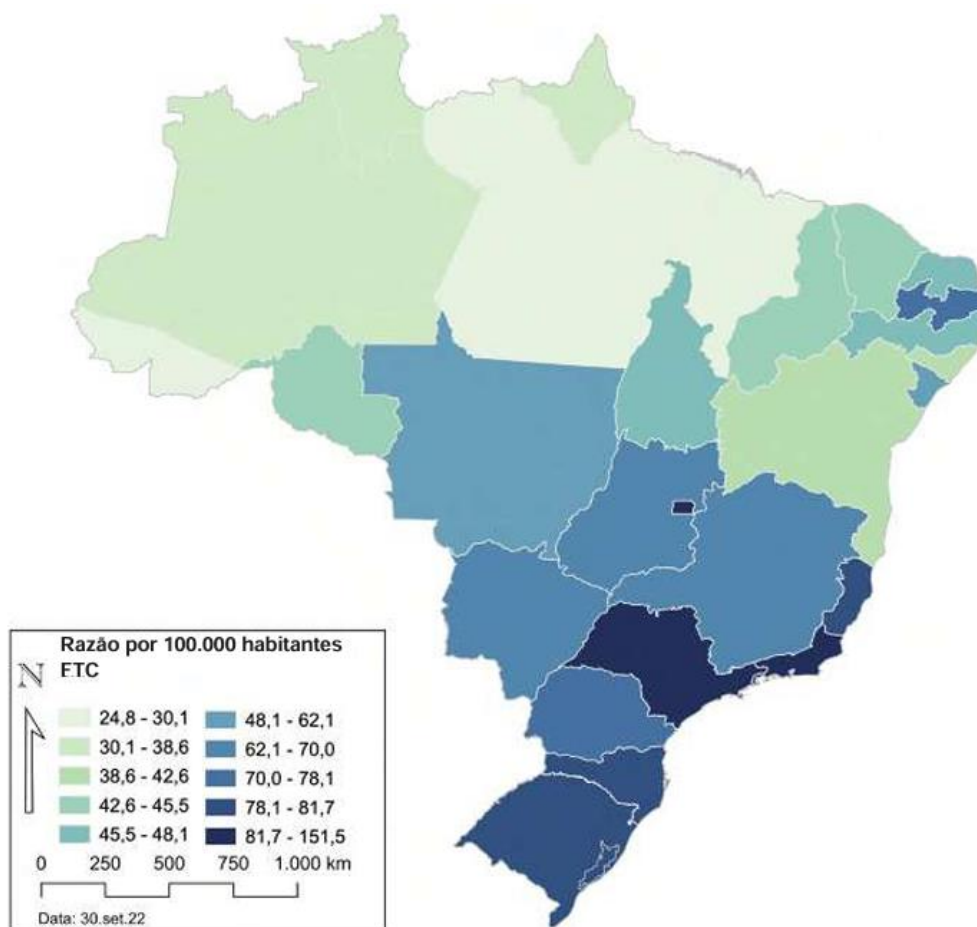 Razão por 100.000 habitantes
FTC
N
24,8 - 30,1
30,1 - 38,6
38,6 - 42,6
42,6 - 45,5
45,5 - 48,1
48,1 - 62,1
62,1 - 70,0
70,0 - 78,1
78,1 - 81,7
81,7 - 151,5
0 250 500 750 1.000 km
Data: 30.set.22